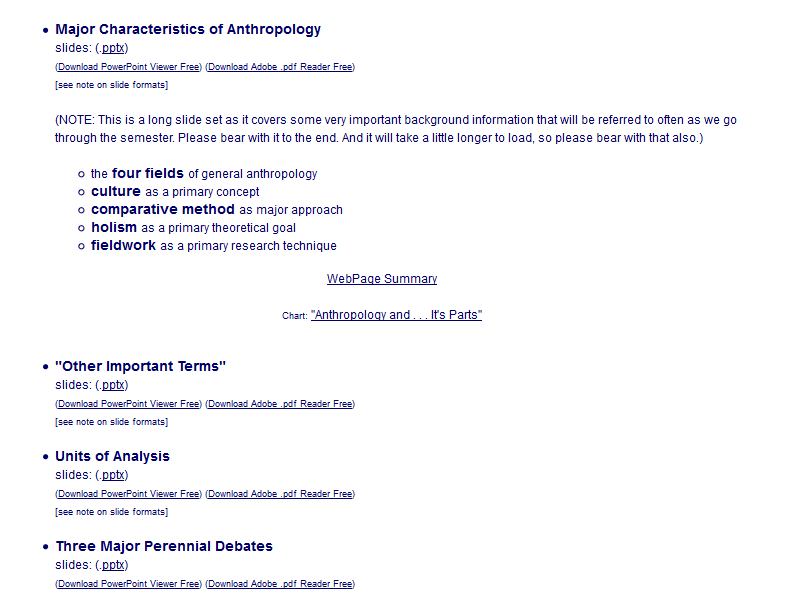 Major Characteristics of Anthropology
slides: (.pptx)
(Download PowerPoint Viewer Free) (Download Adobe .pdf Reader Free)
[see note on slide formats]
(NOTE: This is a long slide set as it covers some very important background information that will be referred to often as we go
through the semester. Please bear with it to the end. And it will take a little longer to load, so please bear with that also.)
the four fields of general anthropology
culture as a primary concept
comparative method as major approach
holism as a primary theoretical goal
fieldwork as a primary research technique
WebPage Summary
Chart: "Anthropology and . . . It's Parts"
"Other Important Terms"
slides: (.pptx)
(Download PowerPoint Viewer Free) (Download Adobe .pdf Reader Free)
[see note on slide formats]
Units of Analysis
slides: (.pptx)
(Download PowerPoint Viewer Free) (Download Adobe .pdf Reader Free)
[see note on slide formats]
Three Major Perennial Debates
slides: (.pptx)
(Download PowerPoint Viewer Free) (Download Adobe .pdf Reader Free)